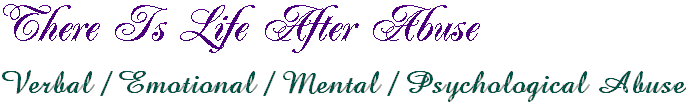 There Is Life After Abuse
Verbal / Emotional / Mental / Psychological Abuse